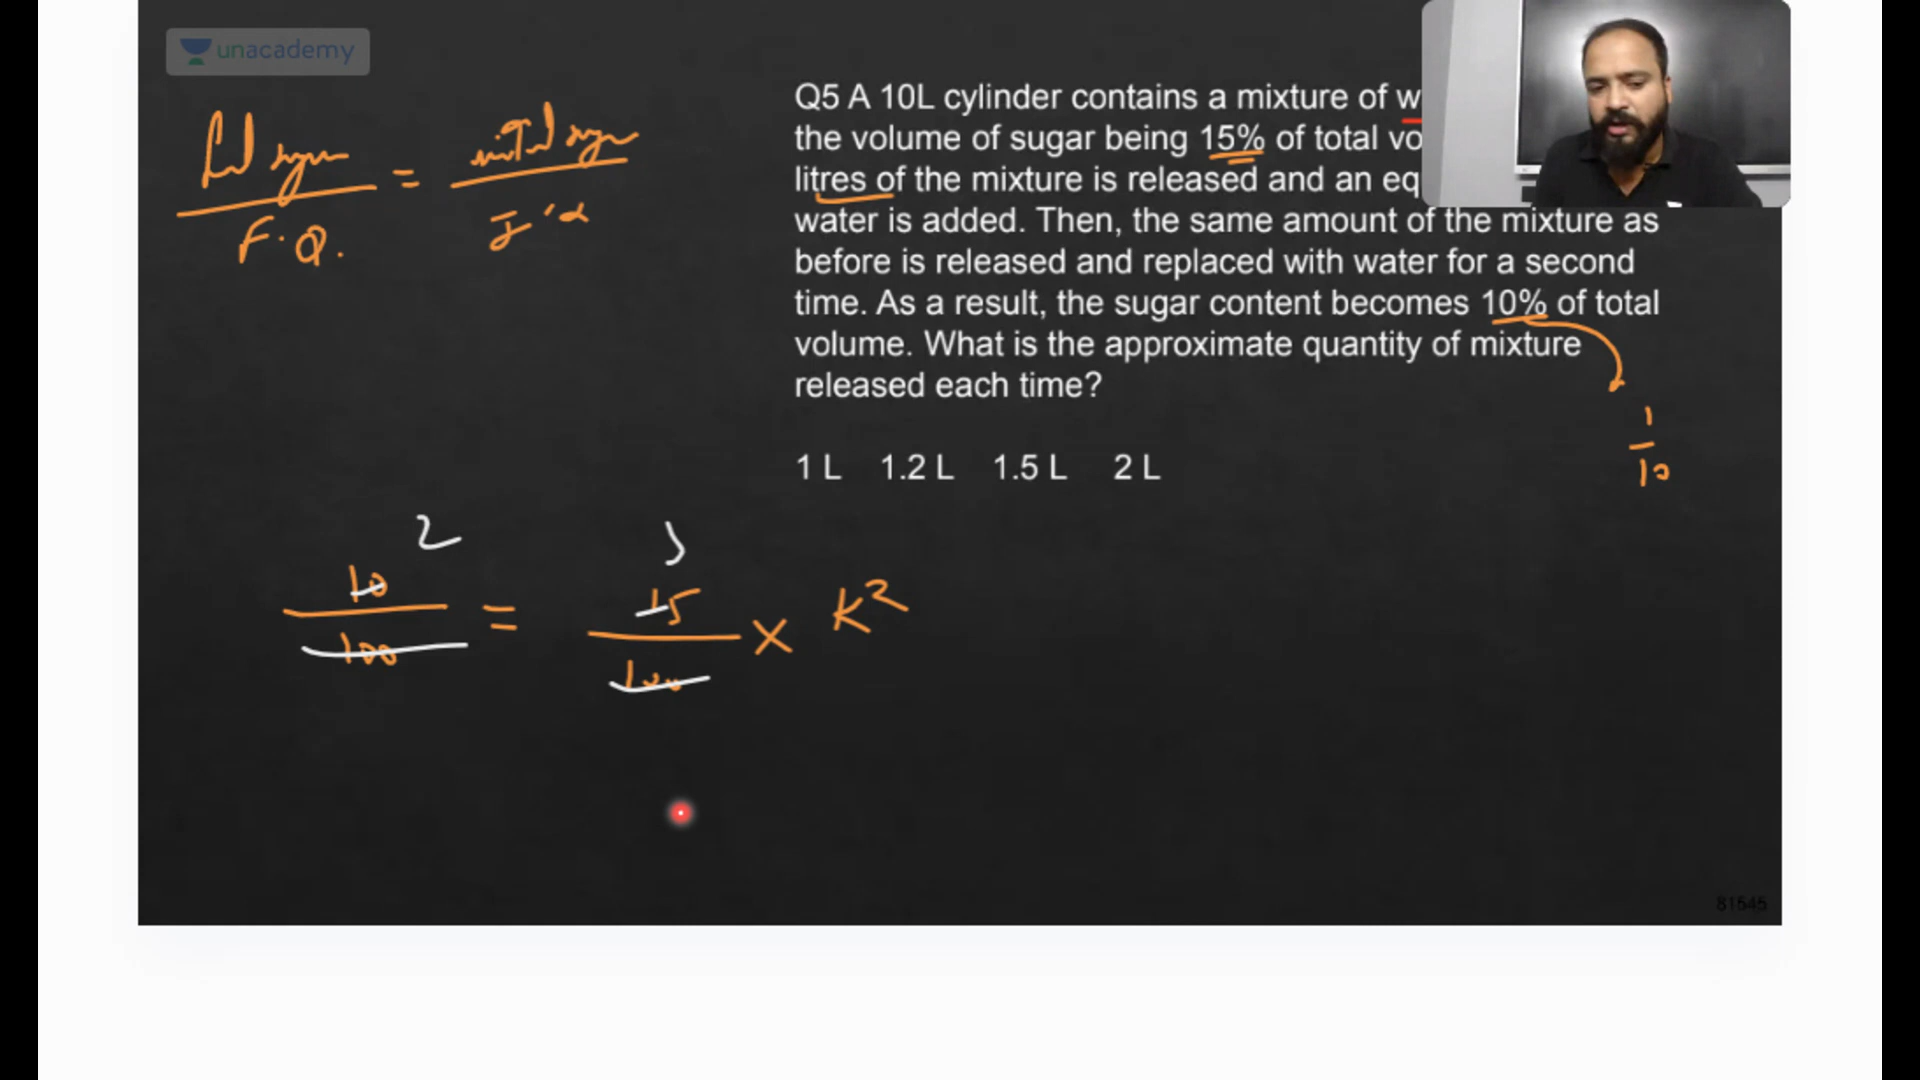 unacademy
Q5 A 10L cylinder contains a mixture of w
the volume of sugar being 15% of total vo
litres of the mixture is released and an eq
water is added. Then, the same amount of the mixture as
before is released and replaced with water for a second
time. As a result, the sugar content becomes 10% of total
volume. What is the approximate quantity of mixture
released each time?
1 L 1.2 L 1.5 L 2 L
=
F.Q.
1
10
2
10
100
=
15
100
× K²
81545